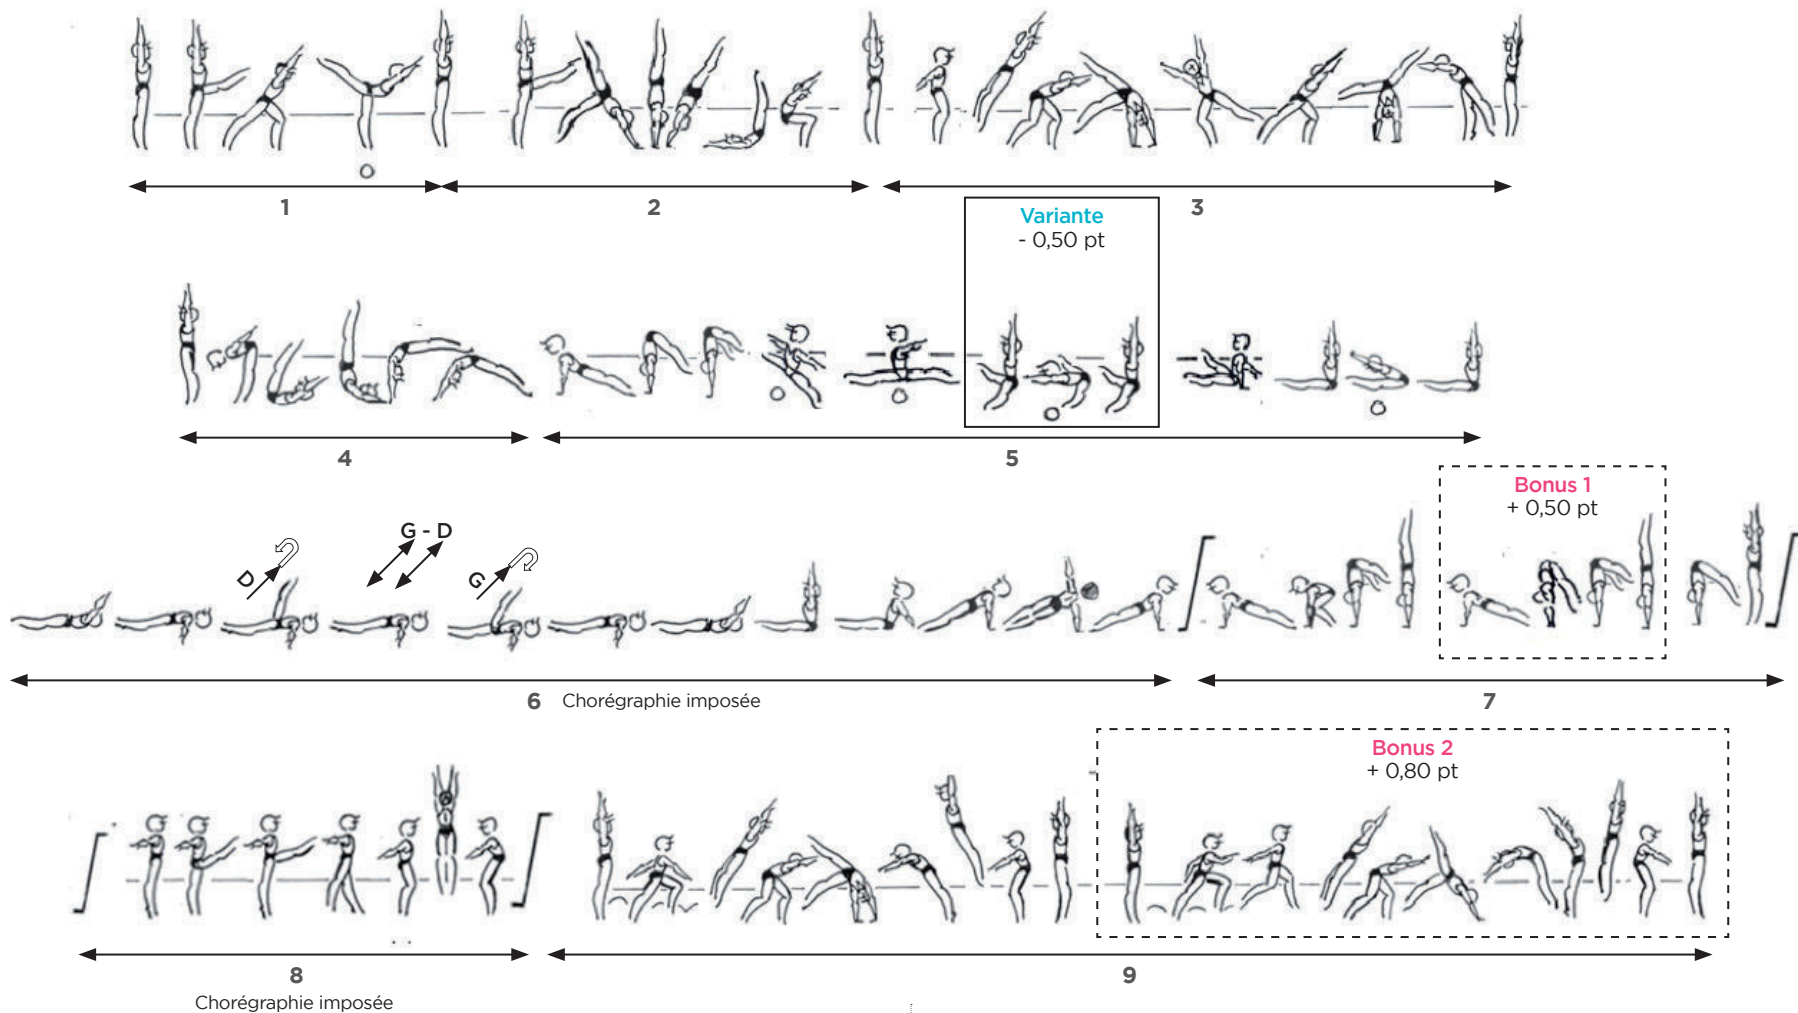 1
2
3
Variante
- 0,50 pt
4
5
Bonus 1
+ 0,50 pt
D
G - D
G
6 Chorégraphie imposée
7
Bonus 2
+ 0,80 pt
8
Chorégraphie imposée
9